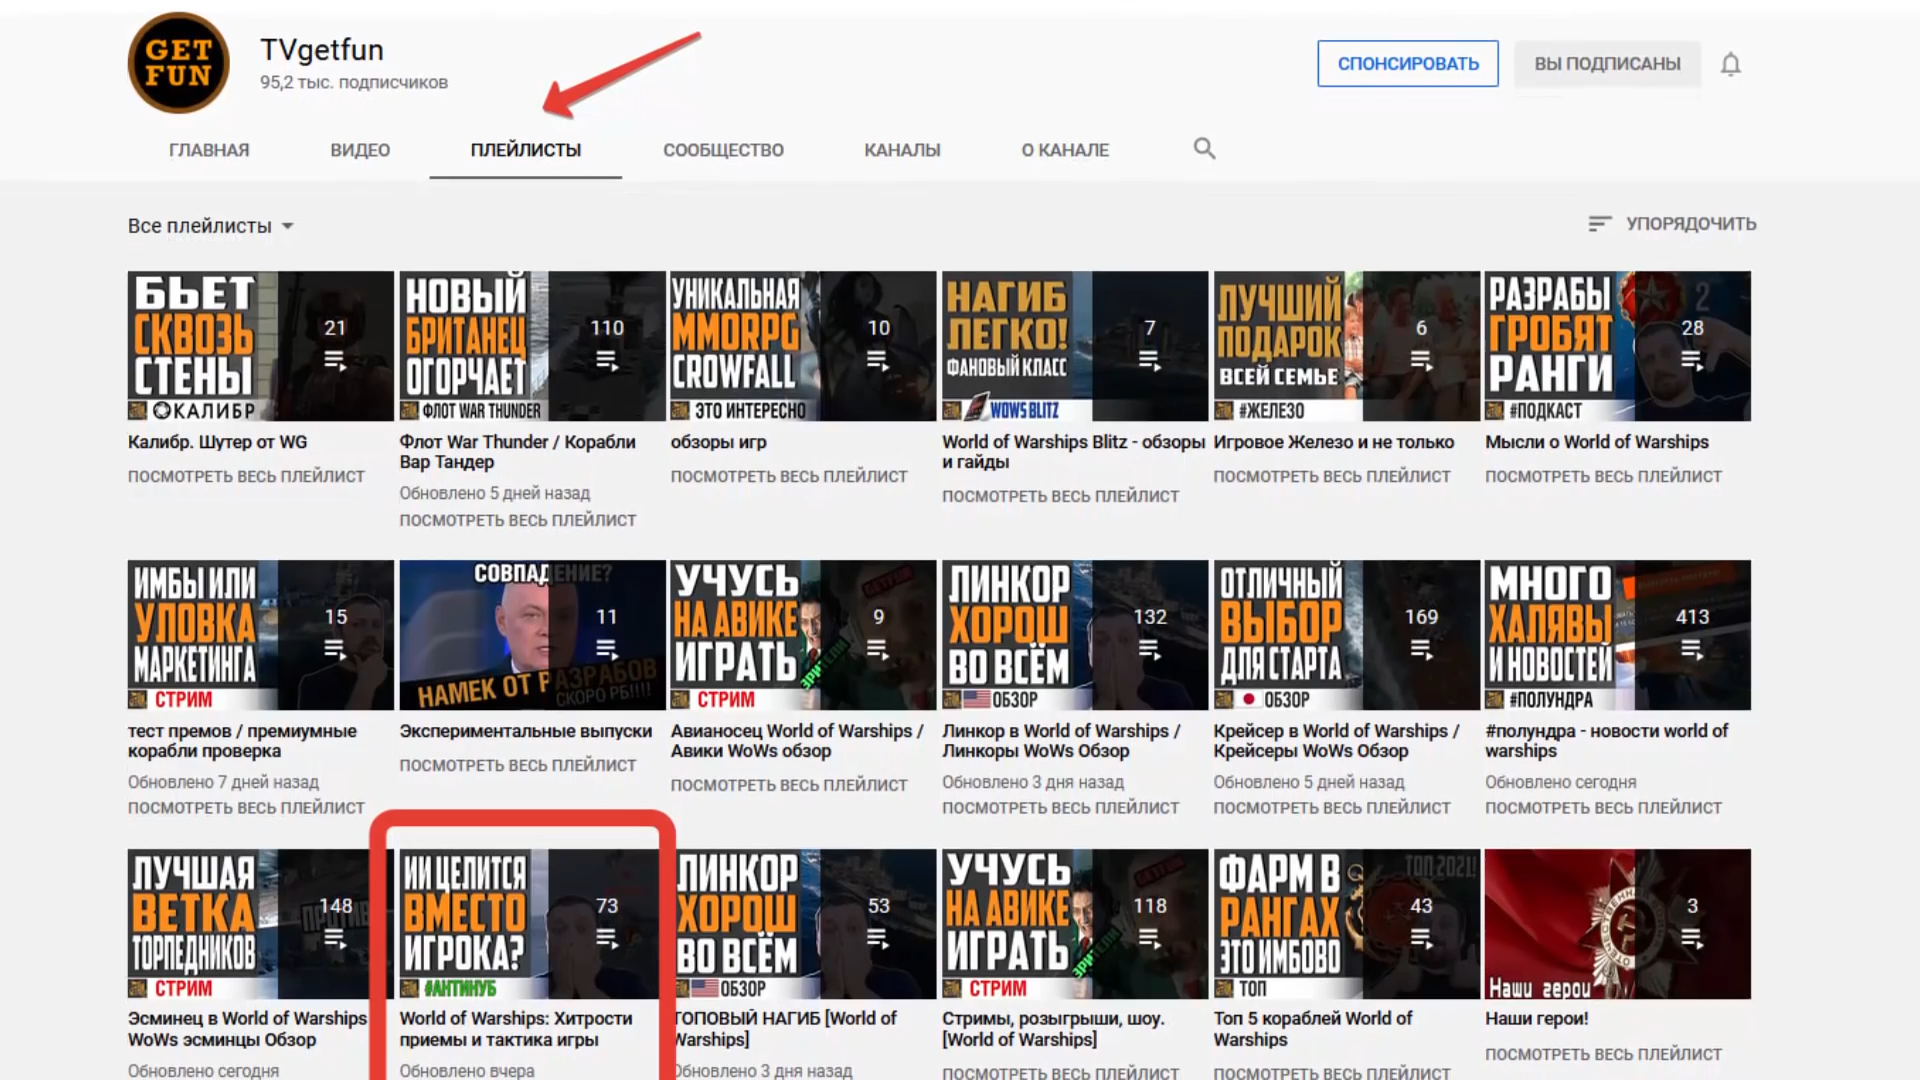 GET
FUN
TVgetfun
95,2 тыс. подписчиков
СПОНСИРОВАТЬ
ВЫ ПОДПИСАНЫ
ГЛАВНАЯ
ВИДЕО
ПЛЕЙЛИСТЫ
СООБЩЕСТВО
КАНАЛЫ
О КАНАЛЕ
Все плейлисты
УПОРЯДОЧИТЬ
БЬЕТ
СКВОЗЬ
СТЕНЫ
КАЛИБР
21
Калибр. Шутер от WG
ПОСМОТРЕТЬ ВЕСЬ ПЛЕЙЛИСТ
НОВЫЙ
БРИТАНЕЦ
ОГОРЧАЕТ
ФЛОТ WAR THUNDER
110
Флот War Thunder / Корабли
Вар Тандер
Обновлено 5 дней назад
ПОСМОТРЕТЬ ВЕСЬ ПЛЕЙЛИСТ
УНИКАЛЬНАЯ
MMORPG
CROWFALL
ЭТО ИНТЕРЕСНО
10
обзоры игр
ПОСМОТРЕТЬ ВЕСЬ ПЛЕЙЛИСТ
НАГИБ
ЛЕГКО!
ФАНОВЫЙ КЛАСС
WOWS BLITZ
7
World of Warships Blitz - обзоры
и гайды
ПОСМОТРЕТЬ ВЕСЬ ПЛЕЙЛИСТ
ЛУЧШИЙ
ПОДАРОК
ВСЕЙ СЕМЬЕ
#ЖЕЛЕЗО
6
Игровое Железо и не только
ПОСМОТРЕТЬ ВЕСЬ ПЛЕЙЛИСТ
РАЗРАБЫ
ГРОБЯТ
РАНГИ
#ПОДКАСТ
2
28
Мысли о World of Warships
ПОСМОТРЕТЬ ВЕСЬ ПЛЕЙЛИСТ
ИМБЫ ИЛИ
УЛОВКА
МАРКЕТИНГА
СТРИМ
15
тест премов / премиумные
корабли проверка
Обновлено 7 дней назад
ПОСМОТРЕТЬ ВЕСЬ ПЛЕЙЛИСТ
СОВПАДЕНИЕ?
НАМЕК ОТ РАЗРАБОВ
СКОРО РБ!!!!
11
Экспериментальные выпуски
ПОСМОТРЕТЬ ВЕСЬ ПЛЕЙЛИСТ
УЧУСЬ
НА АВИКЕ
ИГРАТЬ
ЗРИТЕЛИ
СТРИМ
GETFUN
9
Авианосец World of Warships /
Авики WoWs обзор
ПОСМОТРЕТЬ ВЕСЬ ПЛЕЙЛИСТ
ЛИНКОР
ХОРОШ
ВО ВСЁМ
ОБЗОР
132
Линкор в World of Warships /
Линкоры WoWs Обзор
Обновлено 3 дня назад
ПОСМОТРЕТЬ ВЕСЬ ПЛЕЙЛИСТ
ОТЛИЧНЫЙ
ВЫБОР
ДЛЯ СТАРТА
ОБЗОР
169
Крейсер в World of Warships /
Крейсеры WoWs Обзор
Обновлено 5 дней назад
ПОСМОТРЕТЬ ВЕСЬ ПЛЕЙЛИСТ
МНОГО
ХАЛЯВЫ
И НОВОСТЕЙ
#ПОЛУНДРА
413
#полундра - новости world of
warships
Обновлено сегодня
ПОСМОТРЕТЬ ВЕСЬ ПЛЕЙЛИСТ
ЛУЧШАЯ
ВЕТКА
ТОРПЕДНИКОВ
СТРИМ
148
Эсминец в World of Warships
WoWs эсминцы Обзор
Обновлено сегодня
ИИ ЦЕЛИТСЯ
ВМЕСТО
ИГРОКА?
#АНТИНУБ
73
World of Warships: Хитрости
приемы и тактика игры
Обновлено вчера
ЛИНКОР
ХОРОШ
ВО ВСЁМ
ОБЗОР
53
ТОПОВЫЙ НАГИБ [World of
Warships]
Обновлено 3 дня назад
УЧУСЬ
НА АВИКЕ
ИГРАТЬ
ЗРИТЕЛИ
СТРИМ
GETFUN
118
Стримы, розыгрыши, шоу.
[World of Warships]
ПОСМОТРЕТЬ ВЕСЬ ПЛЕЙЛИСТ
ФАРМ В
РАНГАХ
ЭТО ИМБОВО
ТОП
ТОП 2021!
43
Топ 5 кораблей World of
Warships
ПОСМОТРЕТЬ ВЕСЬ ПЛЕЙЛИСТ
Наши герои
3
Наши герои!
ПОСМОТРЕТЬ ВЕСЬ ПЛЕЙЛИСТ